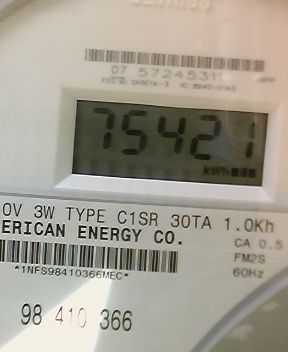 07 57245311
75421
kWh
0V 3W TYPE C1SR 30TA 1.0Kh
ERICAN ENERGY CO.
CA 0.5
FM2S
60Hz
*1NFS98410366MEC*
98 410 366